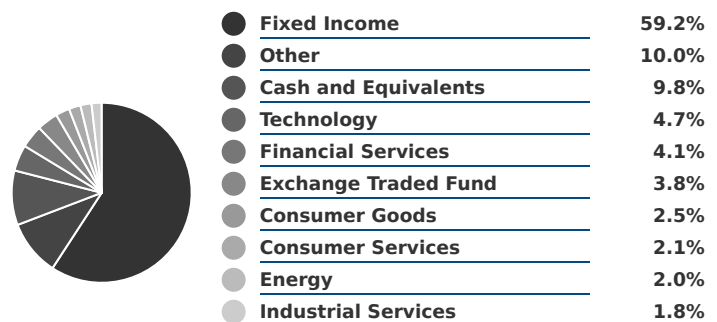 Fixed Income 59.2%
Other 10.0%
Cash and Equivalents 9.8%
Technology 4.7%
Financial Services 4.1%
Exchange Traded Fund 3.8%
Consumer Goods 2.5%
Consumer Services 2.1%
Energy 2.0%
Industrial Services 1.8%